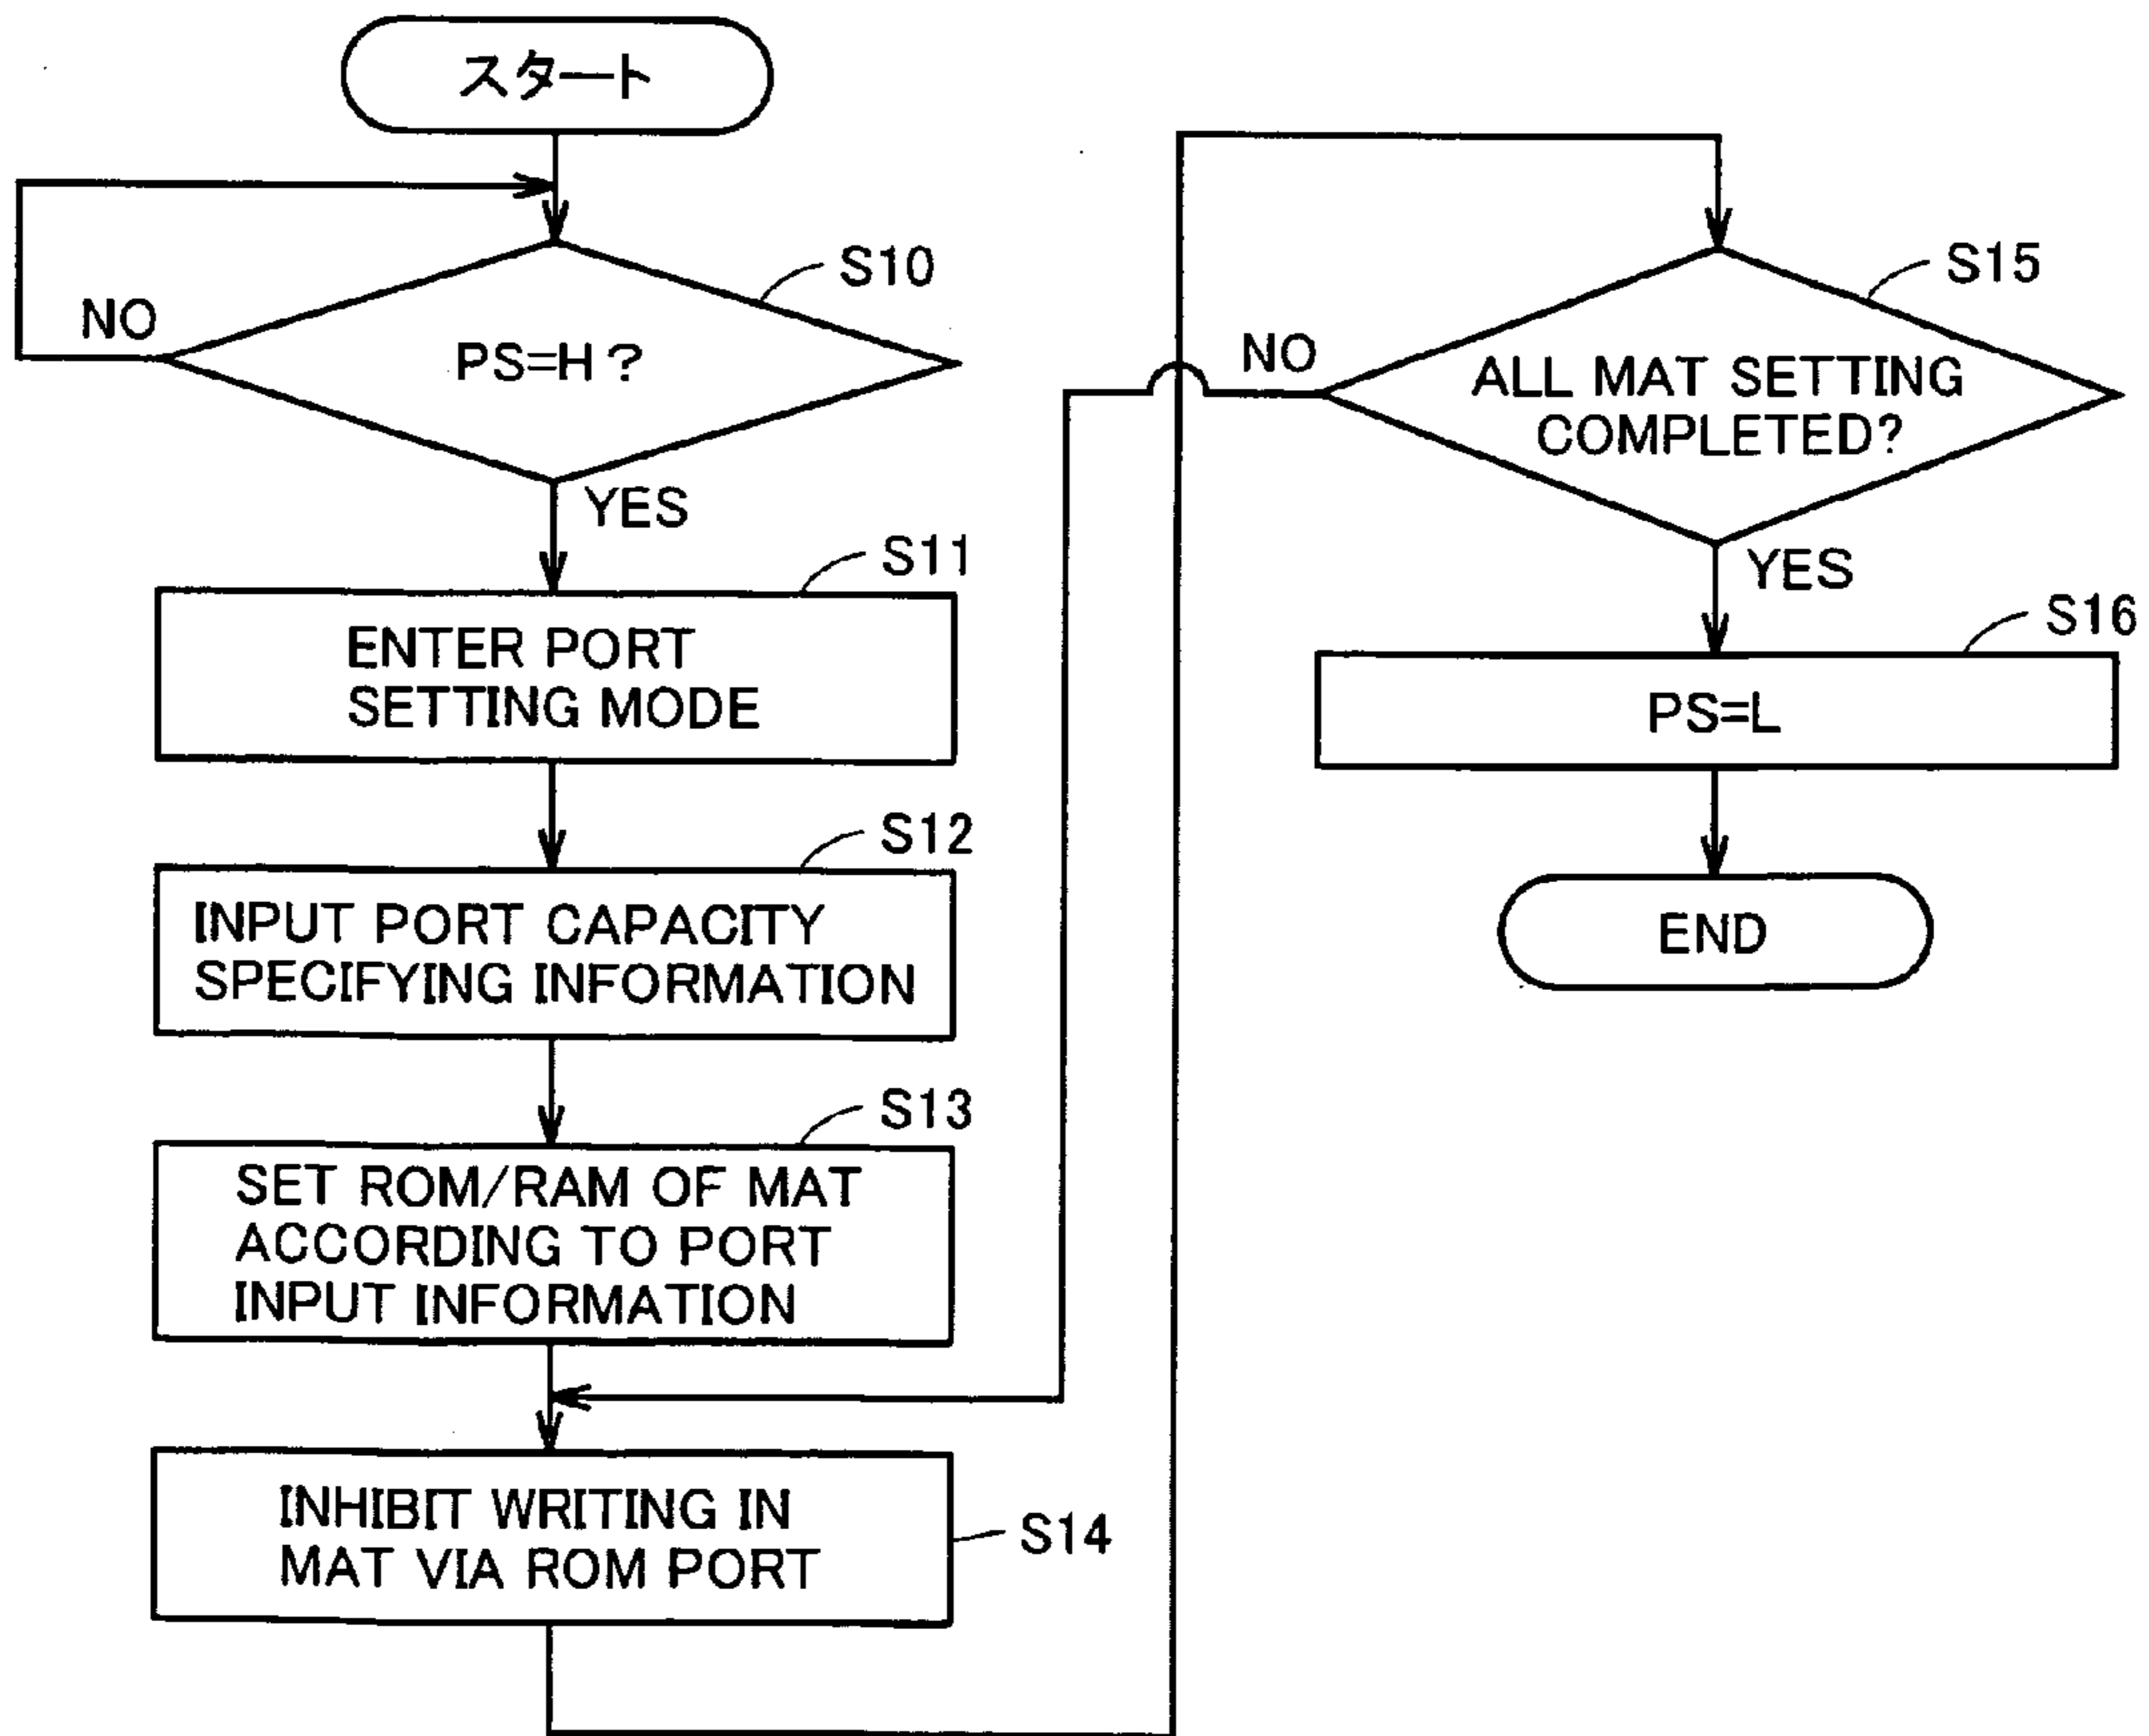 スタート
S10
NO
PS=H?
YES
S11
ENTER PORT
SETTING MODE
S12
INPUT PORT CAPACITY
SPECIFYING INFORMATION
S13
SET ROM/RAM OF MAT
ACCORDING TO PORT
INPUT INFORMATION
INHIBIT WRITING IN
MAT VIA ROM PORT
S14
S15
NO
ALL MAT SETTING
COMPLETED?
YES
S16
PS=L
END